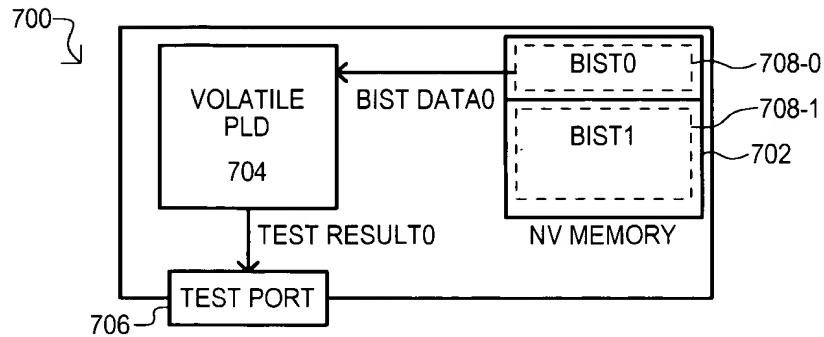 700
VOLATILE
PLD
704
BIST DATA0
BIST0
708-0
BIST1
708-1
702
NV MEMORY
TEST RESULT0
TEST PORT
706